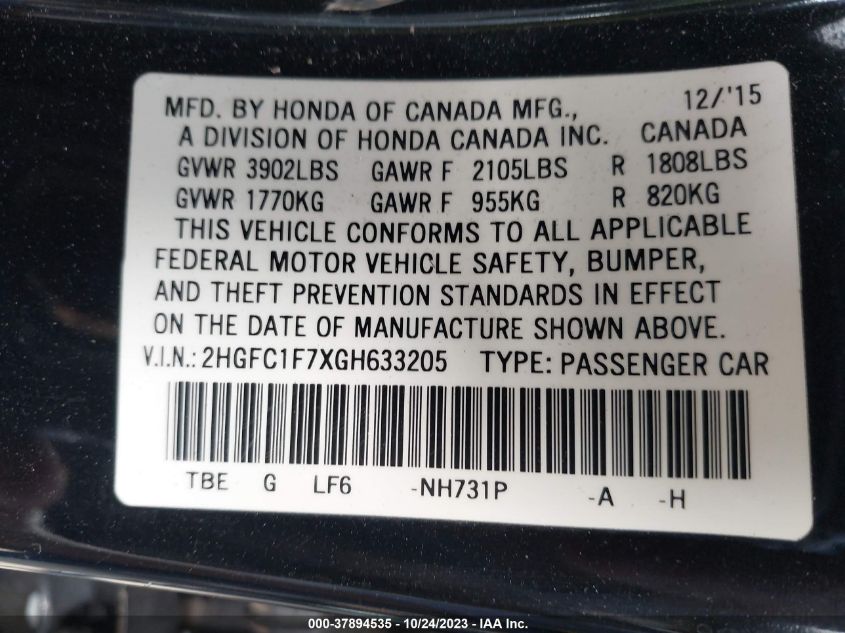 MFD. BY HONDA OF CANADA MFG., 12/'15
A DIVISION OF HONDA CANADA INC. CANADA
GVWR 3902LBS GAWR F 2105LBS R 1808LBS
GVWR 1770KG GAWR F 955KG R 820KG
THIS VEHICLE CONFORMS TO ALL APPLICABLE
FEDERAL MOTOR VEHICLE SAFETY, BUMPER,
AND THEFT PREVENTION STANDARDS IN EFFECT
ON THE DATE OF MANUFACTURE SHOWN ABOVE.
V.I.N.: 2HGFC1F7XGH633205 TYPE: PASSENGER CAR
TBE G LF6 -NH731P -A -H
000-37894535 - 10/24/2023 - IAA Inc.